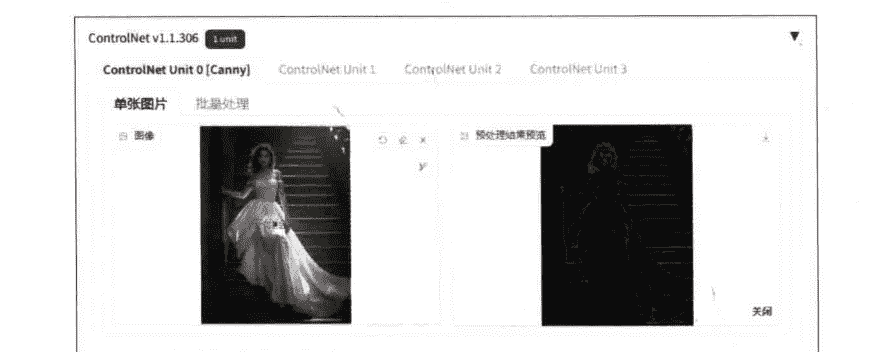 ControlNet v1.1.306 1 unit
ControlNet Unit 0 [Canny] ControlNet Unit 1 ControlNet Unit 2 ControlNet Unit 3
单张图片 批量处理
图像 预处理结果预览
关闭